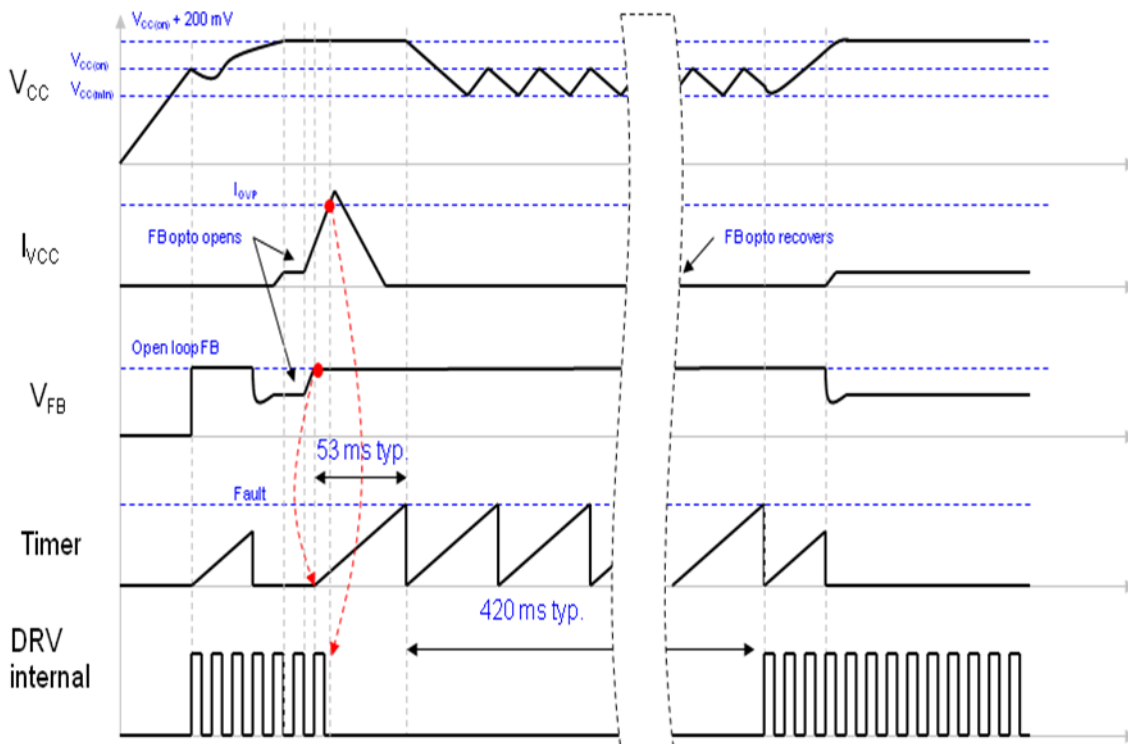 VCC(on) + 200 mV
VCC(on)
VCC
VCC(min)
IOVP
FB opto opens
FB opto recovers
IVCC
Open loop FB
VFB
53 ms typ.
Fault
Timer
420 ms typ.
DRV
internal